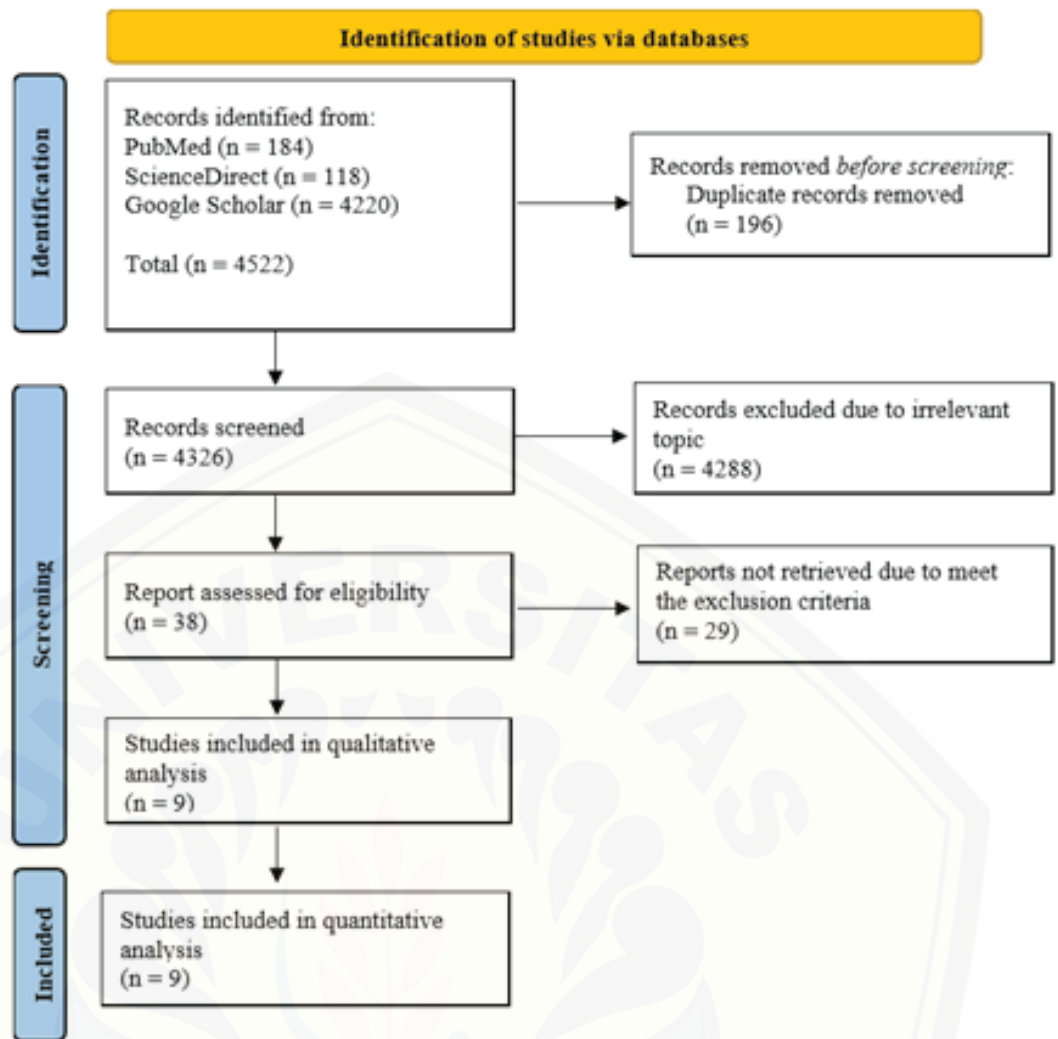 Identification of studies via databases
Identification
Records identified from:
PubMed (n = 184)
ScienceDirect (n = 118)
Google Scholar (n = 4220)
Total (n = 4522)
Records removed before screening:
Duplicate records removed
(n = 196)
Screening
Records screened
(n = 4326)
Records excluded due to irrelevant
topic
(n = 4288)
Report assessed for eligibility
(n = 38)
Reports not retrieved due to meet
the exclusion criteria
(n = 29)
Studies included in qualitative
analysis
(n = 9)
Included
Studies included in quantitative
analysis
(n = 9)
UNIVERSITAS